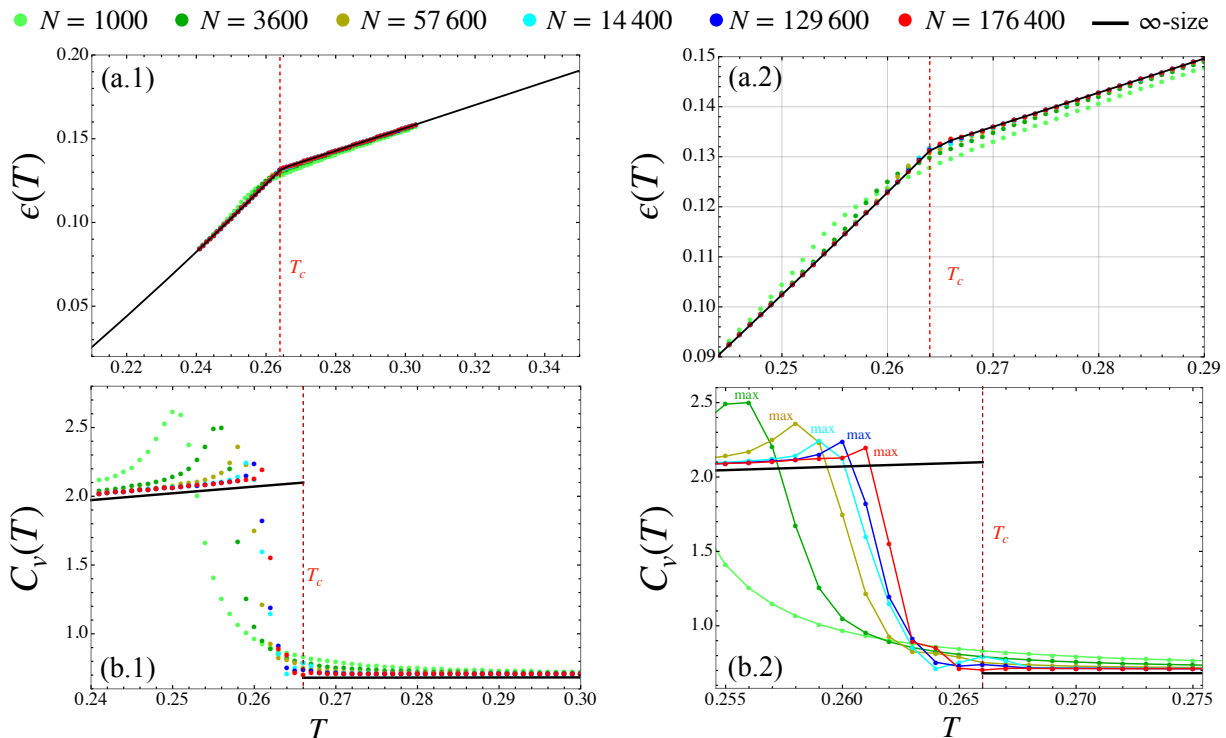 N = 1000 N = 3600 N = 57 600 N = 14 400 N = 129 600 N = 176 400 ∞-size
(a.1)
0.20
0.15
0.10
0.05
ϵ(T)
T_c
0.22 0.24 0.26 0.28 0.30 0.32 0.34
(a.2)
0.15
0.14
0.13
0.12
0.11
0.10
0.09
ϵ(T)
T_c
0.25 0.26 0.27 0.28 0.29
2.5
2.0
1.5
1.0
C_v(T)
T_c
(b.1)
0.24 0.25 0.26 0.27 0.28 0.29 0.30
T
2.5
2.0
1.5
1.0
C_v(T)
max
max
max
max
max
T_c
(b.2)
0.255 0.260 0.265 0.270 0.275
T